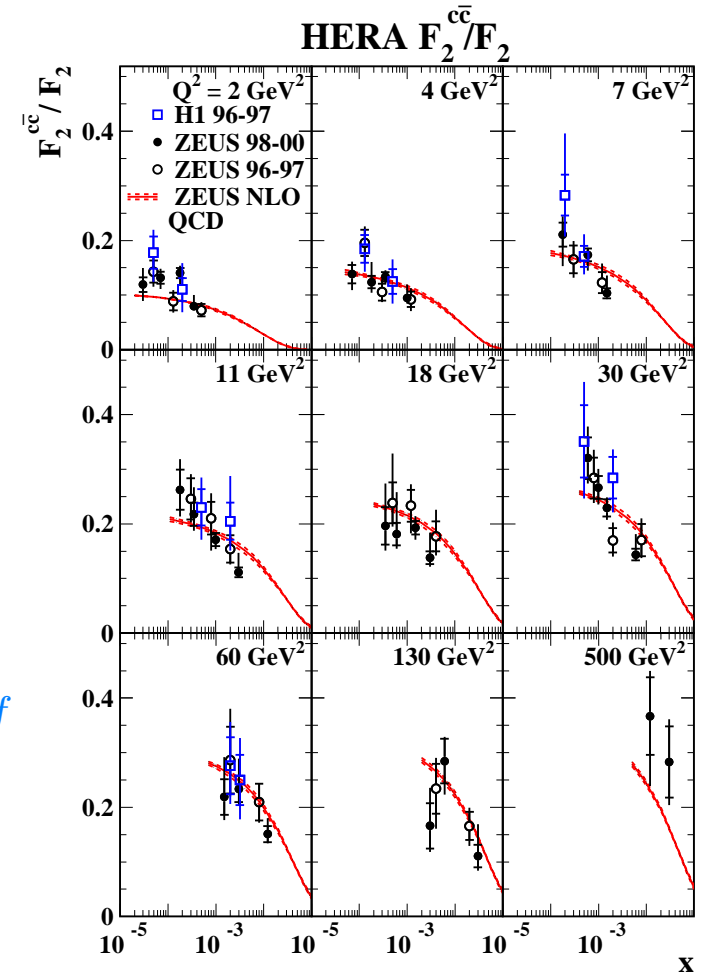 HERA F₂ᶜᶜ̄/F₂
F₂ᶜᶜ̄ / F₂
Q² = 2 GeV²
4 GeV²
7 GeV²
H1 96-97
ZEUS 98-00
ZEUS 96-97
ZEUS NLO
QCD
0.4
0.2
0
11 GeV²
18 GeV²
30 GeV²
0.4
0.2
0
60 GeV²
130 GeV²
500 GeV²
f
0.4
0.2
0
10⁻⁵ 10⁻³ 10 10⁻⁵ 10⁻³ 10 10⁻⁵ 10⁻³ 10
x